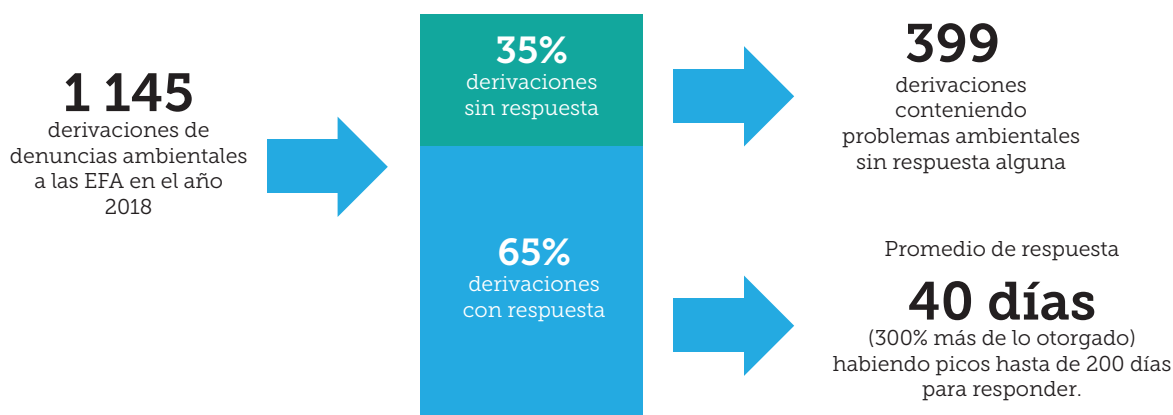 1 145
derivaciones de
denuncias ambientales
a las EFA en el año
2018
35%
derivaciones
sin respuesta
65%
derivaciones
con respuesta
399
derivaciones
conteniendo
problemas ambientales
sin respuesta alguna
Promedio de respuesta
40 días
(300% más de lo otorgado)
habiendo picos hasta de 200 días
para responder.